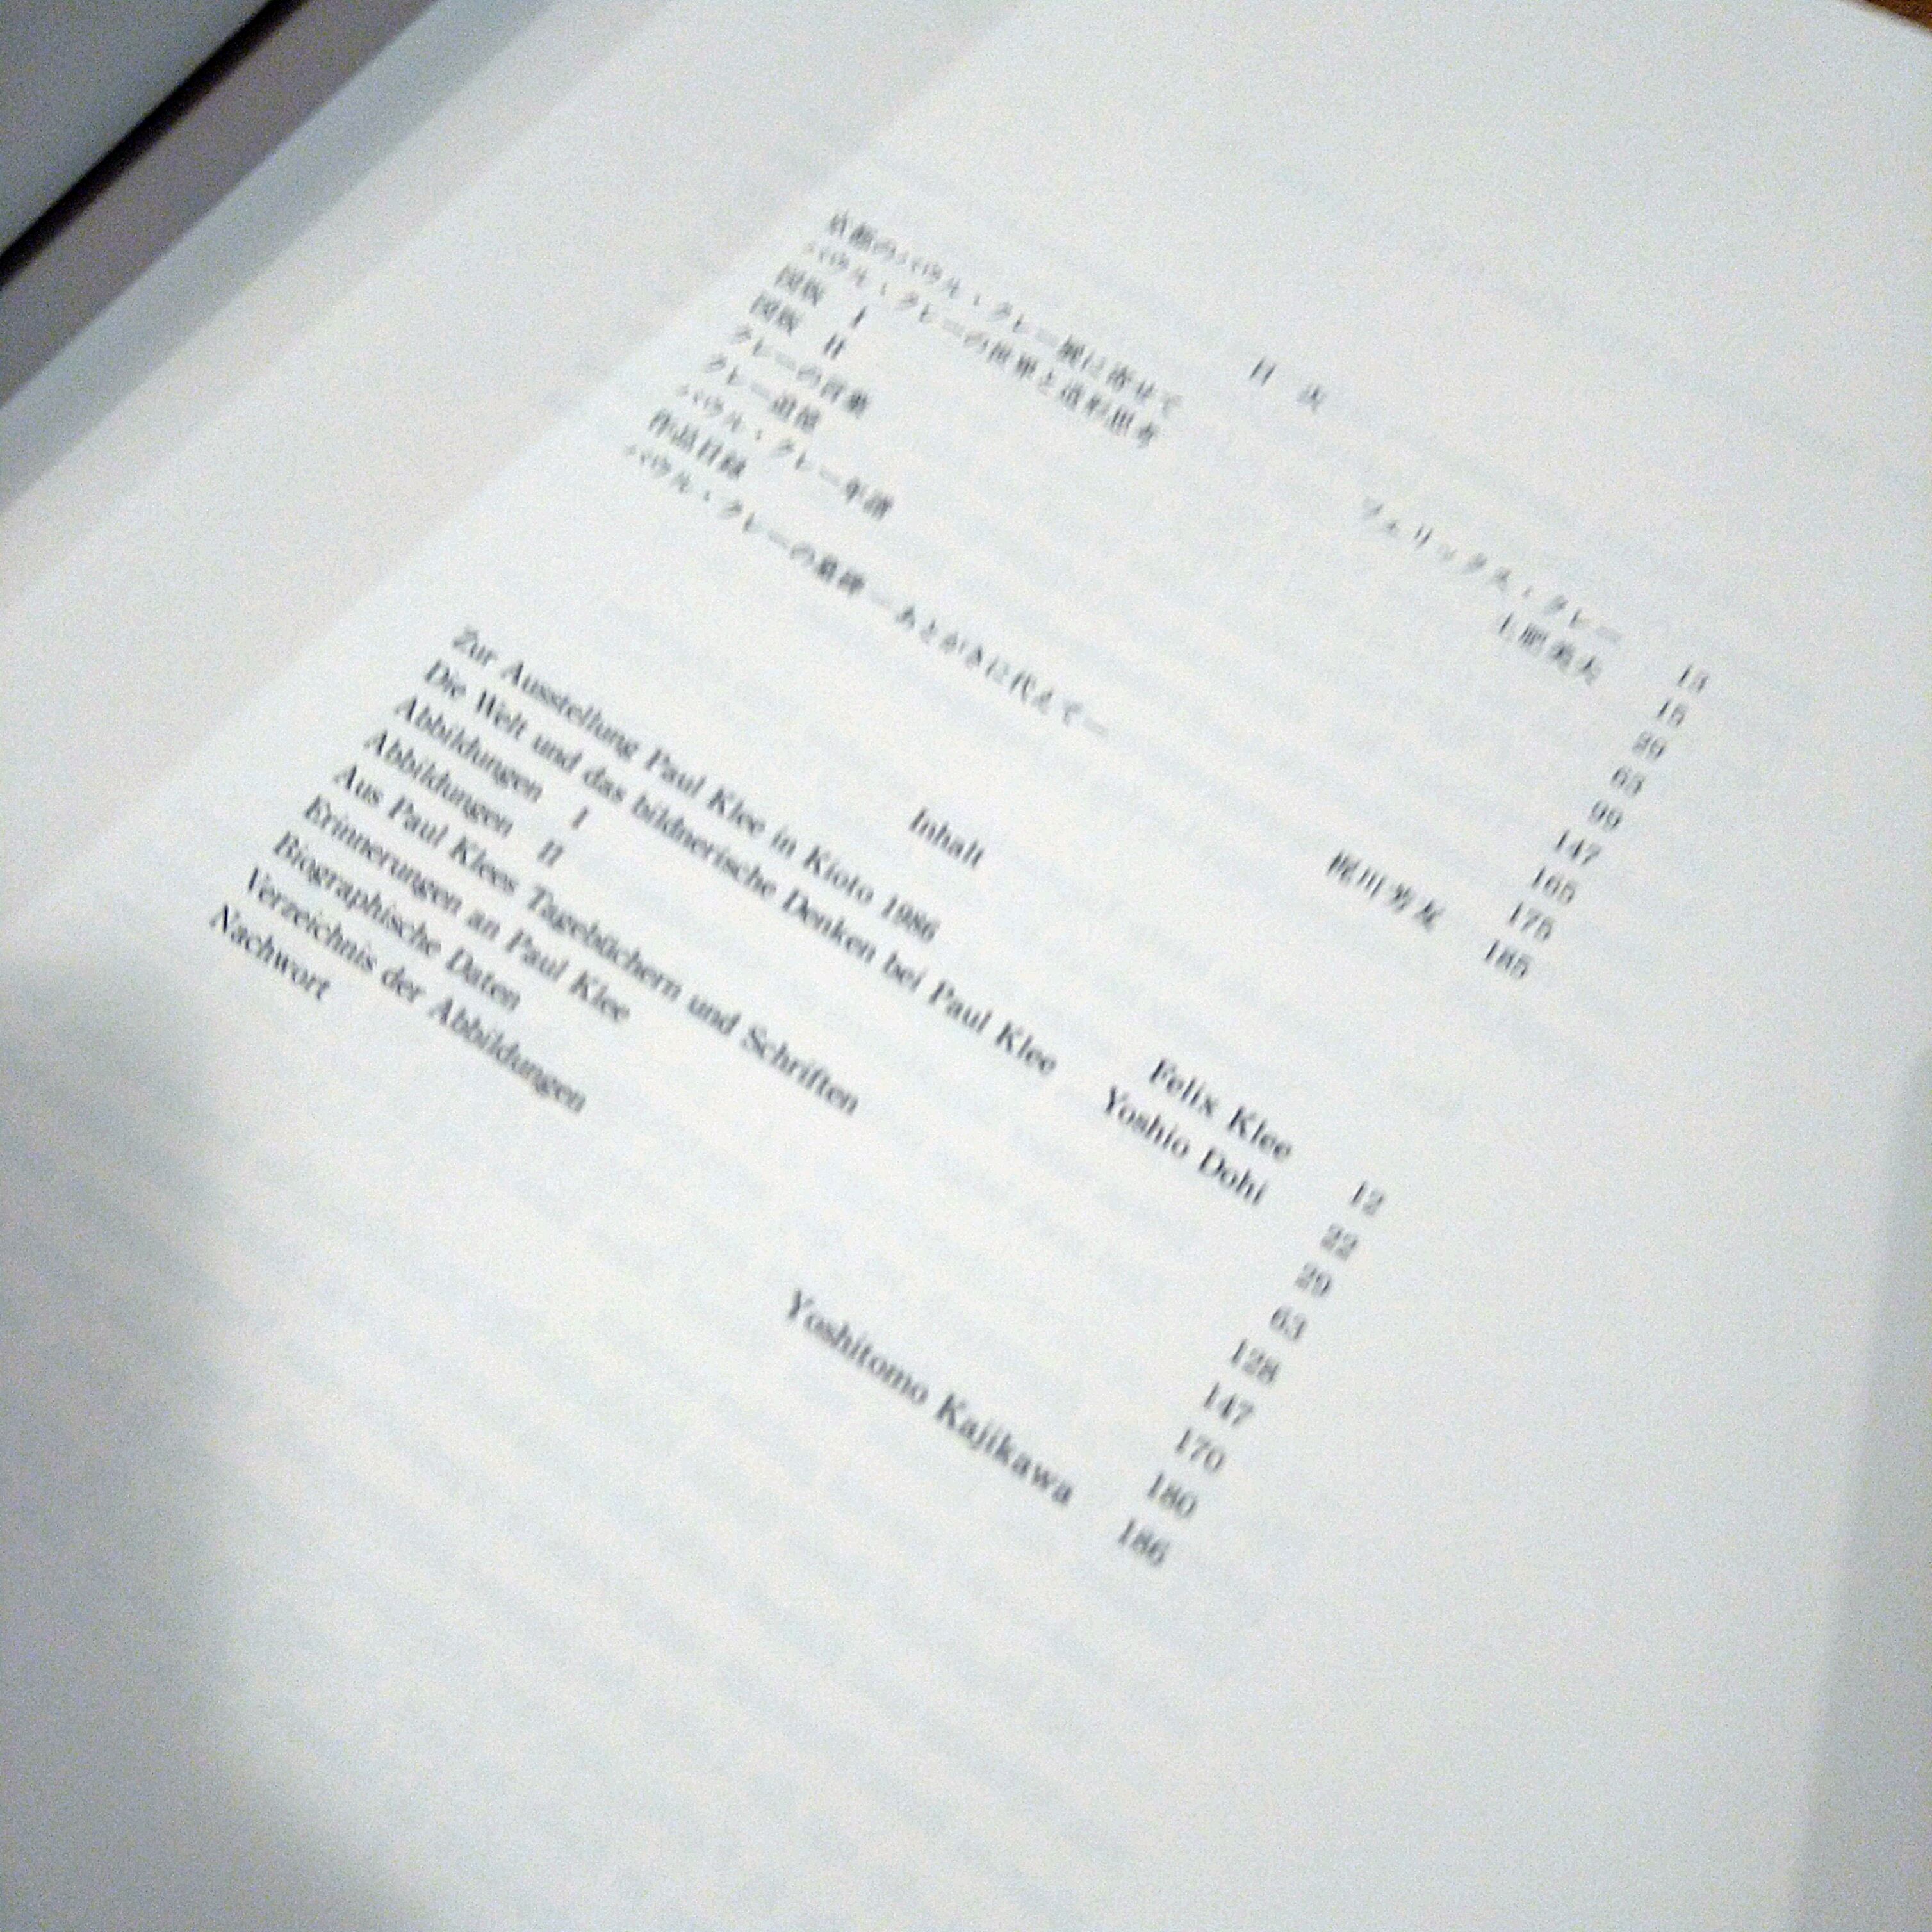 目 次
京都のパウル・クレー展に寄せて フェリックス・クレー 13
パウル・クレーの世界と造形思考 土肥美夫 15
図版 I 29
図版 II 63
クレーの言葉 99
クレー追憶 147
パウル・クレー年譜 165
作品目録 175
パウル・クレーの墓碑—あとがきに代えて— 梶川芳友 185
Inhalt
Zur Ausstellung Paul Klee in Kioto 1986 Felix Klee 12
Die Welt und das bildnerische Denken bei Paul Klee Yoshio Dohi 22
Abbildungen I 29
Abbildungen II 63
Aus Paul Klees Tagebüchern und Schriften 128
Erinnerungen an Paul Klee 147
Biographische Daten 170
Verzeichnis der Abbildungen 180
Nachwort Yoshitomo Kajikawa 186